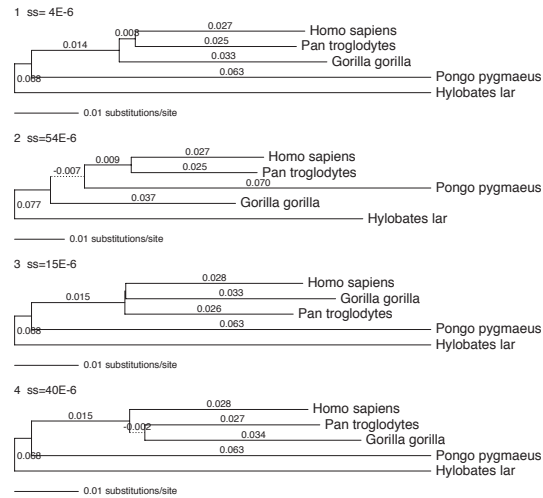 1 ss= 4E-6
0.027
0.008 Homo sapiens
0.025
0.014 Pan troglodytes
0.033
Gorilla gorilla
0.063
0.068 Pongo pygmaeus
Hylobates lar
0.01 substitutions/site
2 ss=54E-6
0.027
0.009 Homo sapiens
0.025
-0.007 Pan troglodytes
0.070
Pongo pygmaeus
0.037
0.077 Gorilla gorilla
Hylobates lar
0.01 substitutions/site
3 ss=15E-6
0.028
Homo sapiens
0.033
0.015 Gorilla gorilla
0.026
Pan troglodytes
0.063
0.068 Pongo pygmaeus
Hylobates lar
0.01 substitutions/site
4 ss=40E-6
0.028
Homo sapiens
0.015 0.027
-0.002 Pan troglodytes
0.034
Gorilla gorilla
0.063
0.068 Pongo pygmaeus
Hylobates lar
0.01 substitutions/site